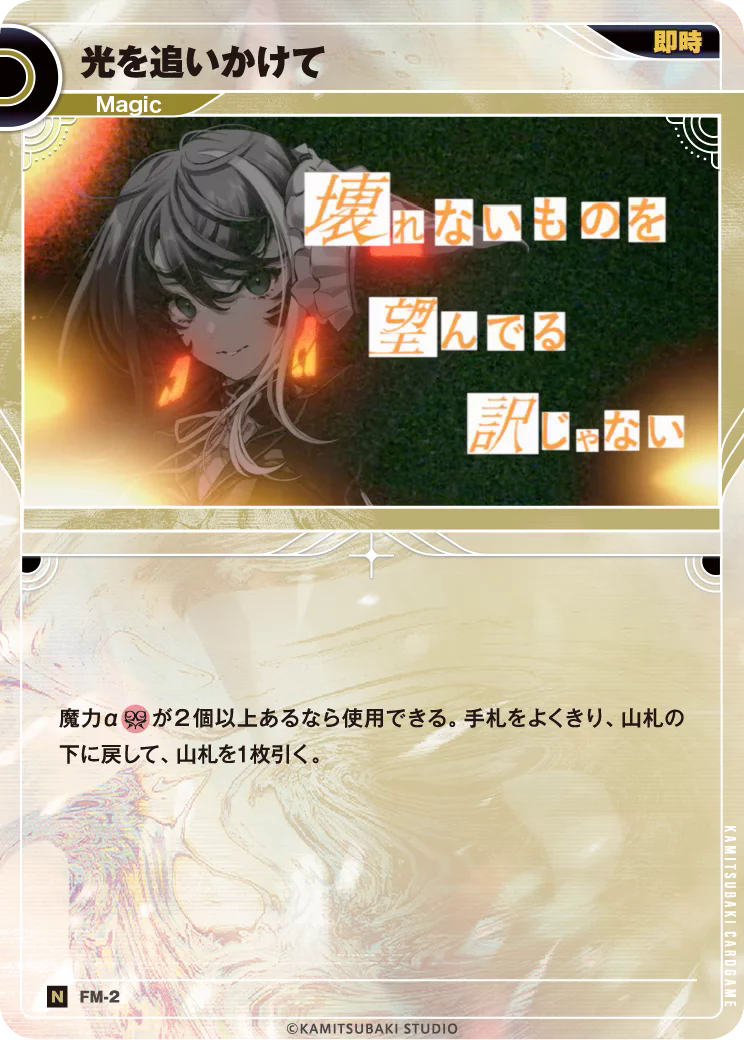 光を追いかけて
即時
Magic
壊れないものを
望んでる
訳じゃない
魔力α が2個以上あるなら使用できる。手札をよくきり、山札の
下に戻して、山札を1枚引く。
KAMITSUBAKI CARDGAME
N FM-2
©KAMITSUBAKI STUDIO